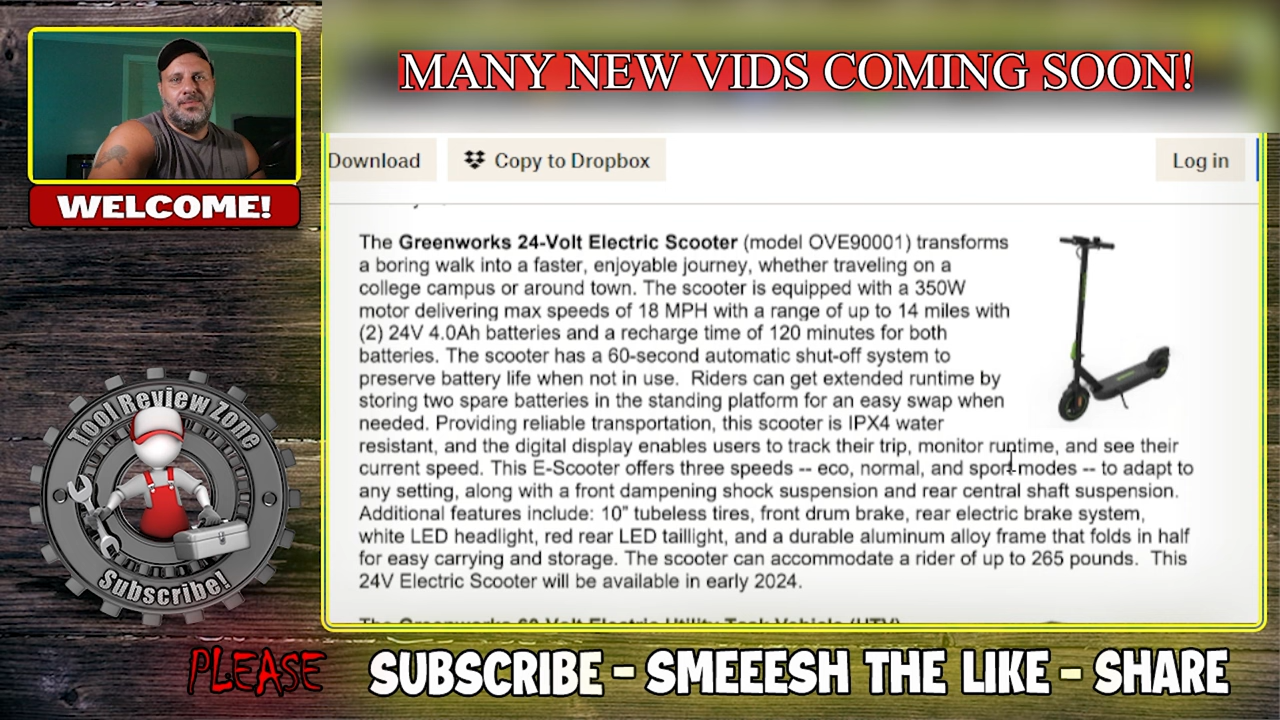 MANY NEW VIDS COMING SOON!
WELCOME!
Download
Copy to Dropbox
Log in
The Greenworks 24-Volt Electric Scooter (model OVE90001) transforms
a boring walk into a faster, enjoyable journey, whether traveling on a
college campus or around town. The scooter is equipped with a 350W
motor delivering max speeds of 18 MPH with a range of up to 14 miles with
(2) 24V 4.0Ah batteries and a recharge time of 120 minutes for both
batteries. The scooter has a 60-second automatic shut-off system to
preserve battery life when not in use. Riders can get extended runtime by
storing two spare batteries in the standing platform for an easy swap when
needed. Providing reliable transportation, this scooter is IPX4 water
resistant, and the digital display enables users to track their trip, monitor runtime, and see their
current speed. This E-Scooter offers three speeds -- eco, normal, and sport modes -- to adapt to
any setting, along with a front dampening shock suspension and rear central shaft suspension.
Additional features include: 10" tubeless tires, front drum brake, rear electric brake system,
white LED headlight, red rear LED taillight, and a durable aluminum alloy frame that folds in half
for easy carrying and storage. The scooter can accommodate a rider of up to 265 pounds. This
24V Electric Scooter will be available in early 2024.
Tool Review Zone
Subscribe!
PLEASE SUBSCRIBE - SMEEESH THE LIKE - SHARE